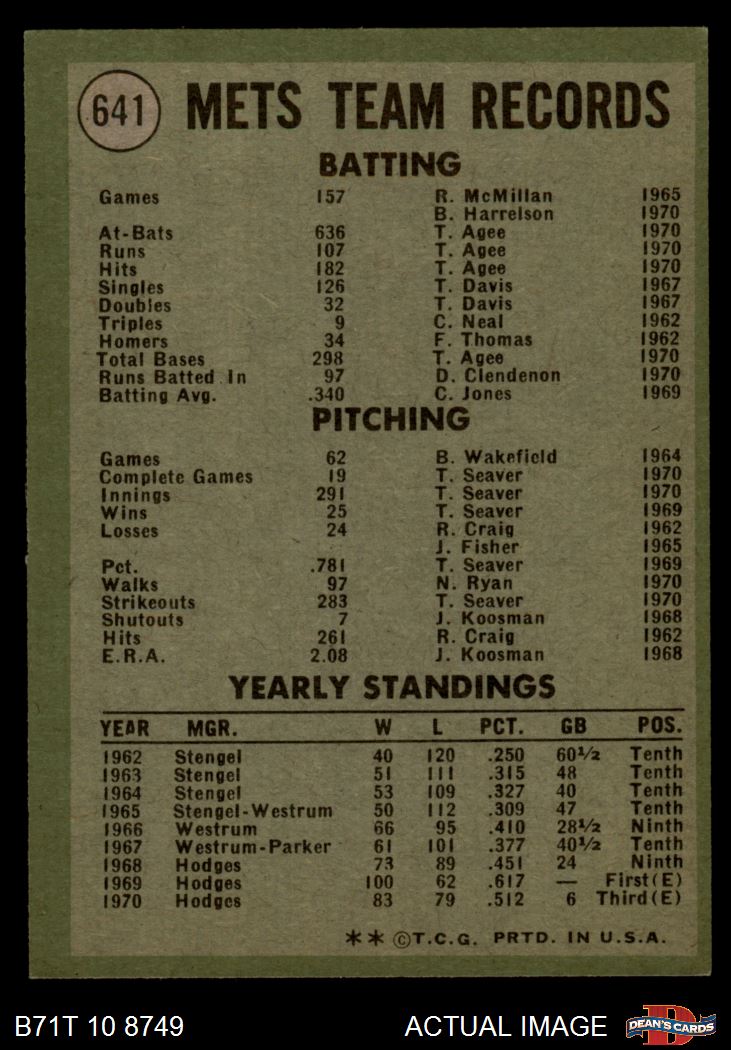 641 METS TEAM RECORDS
BATTING
Games 157 R. McMillan 1965
B. Harrelson 1970
At-Bats 636 T. Agee 1970
Runs 107 T. Agee 1970
Hits 182 T. Agee 1970
Singles 126 T. Davis 1967
Doubles 32 T. Davis 1967
Triples 9 C. Neal 1962
Homers 34 F. Thomas 1962
Total Bases 298 T. Agee 1970
Runs Batted In 97 D. Clendenon 1970
Batting Avg. .340 C. Jones 1969
PITCHING
Games 62 B. Wakefield 1964
Complete Games 19 T. Seaver 1970
Innings 291 T. Seaver 1970
Wins 25 T. Seaver 1969
Losses 24 R. Craig 1962
J. Fisher 1965
Pct. .781 T. Seaver 1969
Walks 97 N. Ryan 1970
Strikeouts 283 T. Seaver 1970
Shutouts 7 J. Koosman 1968
Hits 261 R. Craig 1962
E.R.A. 2.08 J. Koosman 1968
YEARLY STANDINGS
YEAR MGR. W L PCT. GB POS.
1962 Stengel 40 120 .250 60½ Tenth
1963 Stengel 51 111 .315 48 Tenth
1964 Stengel 53 109 .327 40 Tenth
1965 Stengel-Westrum 50 112 .309 47 Tenth
1966 Westrum 66 95 .410 28½ Ninth
1967 Westrum-Parker 61 101 .377 40½ Tenth
1968 Hodges 73 89 .451 24 Ninth
1969 Hodges 100 62 .617 — First(E)
1970 Hodges 83 79 .512 6 Third(E)
** ©T.C.G. PRTD. IN U.S.A.
B71T 10 8749 ACTUAL IMAGE D DEAN'S CARDS